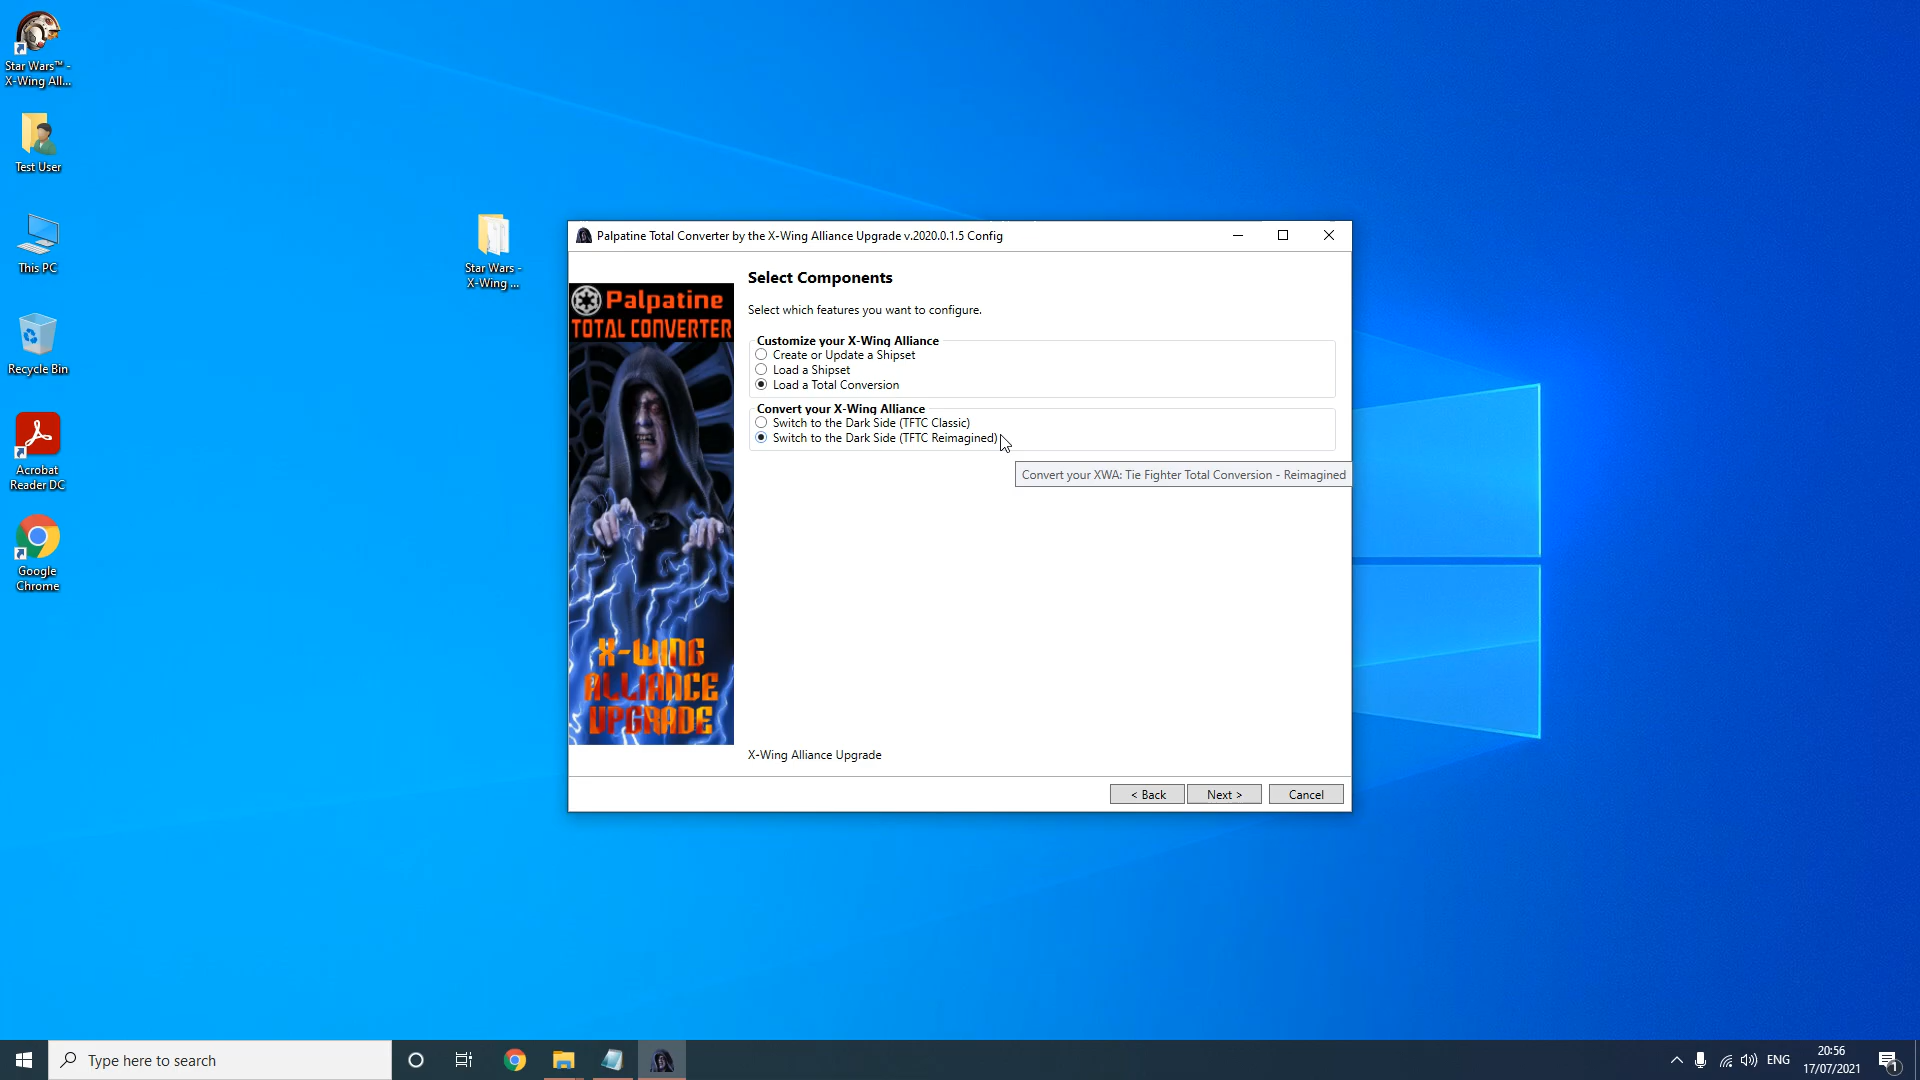 Star Wars™ -
X-Wing All...
Test User
This PC
Recycle Bin
Acrobat
Reader DC
Google
Chrome
Star Wars -
X-Wing ...
Palpatine Total Converter by the X-Wing Alliance Upgrade v.2020.0.1.5 Config
Palpatine
TOTAL CONVERTER
X-WING
ALLIANCE
UPGRADE
Select Components
Select which features you want to configure.
Customize your X-Wing Alliance
Create or Update a Shipset
Load a Shipset
Load a Total Conversion
Convert your X-Wing Alliance
Switch to the Dark Side (TFTC Classic)
Switch to the Dark Side (TFTC Reimagined)
Convert your XWA: Tie Fighter Total Conversion - Reimagined
X-Wing Alliance Upgrade
< Back
Next >
Cancel
Type here to search
ENG
20:56
17/07/2021
1